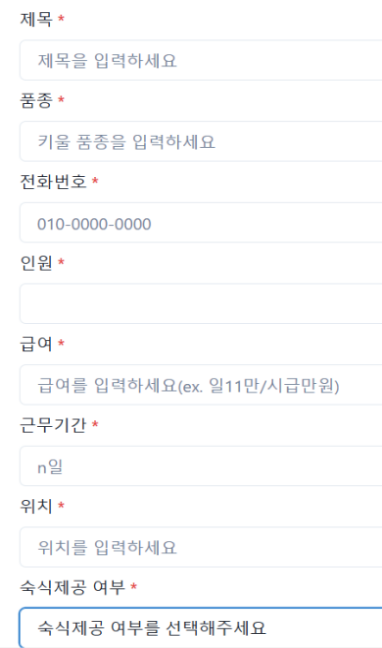 제목 *
제목을 입력하세요
품종 *
키울 품종을 입력하세요
전화번호 *
010-0000-0000
인원 *
급여 *
급여를 입력하세요(ex. 일11만/시급만원)
근무기간 *
n일
위치 *
위치를 입력하세요
숙식제공 여부 *
숙식제공 여부를 선택해주세요